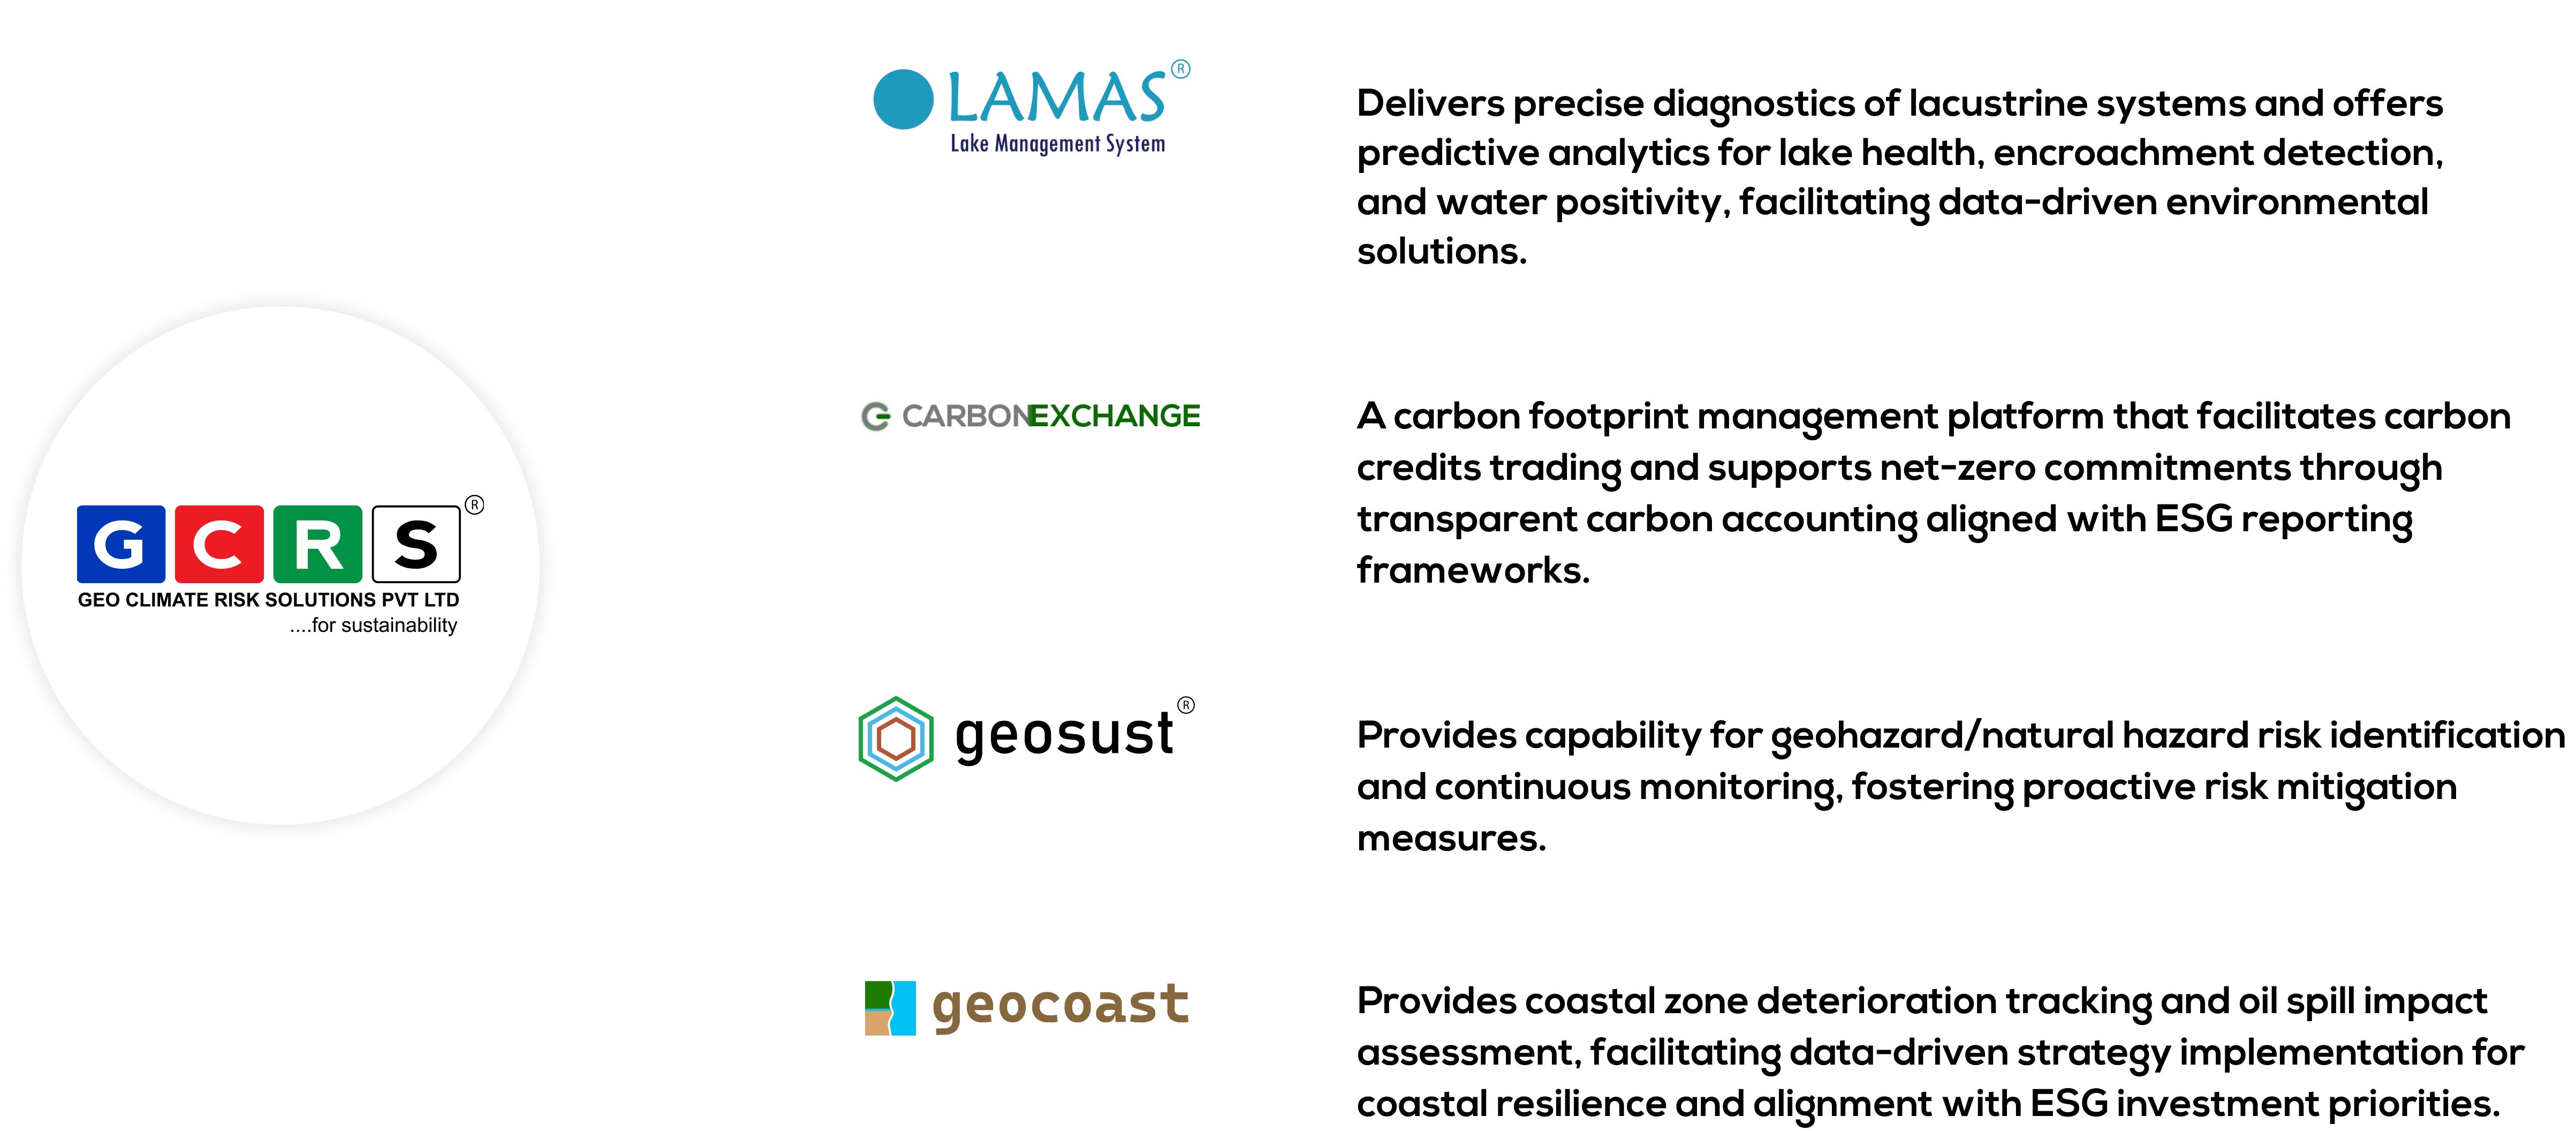 LAMAS ®
Lake Management System
Delivers precise diagnostics of lacustrine systems and offers
predictive analytics for lake health, encroachment detection,
and water positivity, facilitating data-driven environmental
solutions.
CARBONEXCHANGE
A carbon footprint management platform that facilitates carbon
credits trading and supports net-zero commitments through
transparent carbon accounting aligned with ESG reporting
frameworks.
G C R S ®
GEO CLIMATE RISK SOLUTIONS PVT LTD
....for sustainability
geosust ®
Provides capability for geohazard/natural hazard risk identification
and continuous monitoring, fostering proactive risk mitigation
measures.
geocoast
Provides coastal zone deterioration tracking and oil spill impact
assessment, facilitating data-driven strategy implementation for
coastal resilience and alignment with ESG investment priorities.